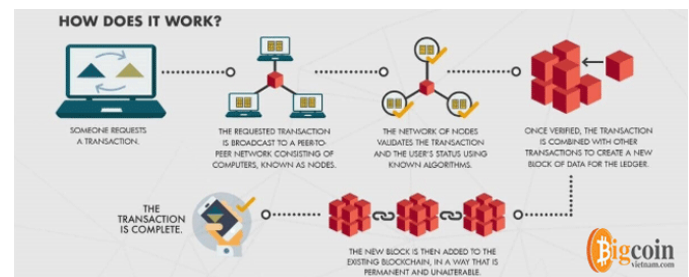 HOW DOES IT WORK?
SOMEONE REQUESTS
A TRANSACTION.
THE REQUESTED TRANSACTION
IS BROADCAST TO A PEER-TO-
PEER NETWORK CONSISTING OF
COMPUTERS, KNOWN AS NODES.
THE NETWORK OF NODES
VALIDATES THE TRANSACTION
AND THE USER'S STATUS USING
KNOWN ALGORITHMS.
ONCE VERIFIED, THE TRANSACTION
IS COMBINED WITH OTHER
TRANSACTIONS TO CREATE A NEW
BLOCK OF DATA FOR THE LEDGER.
THE
TRANSACTION
IS COMPLETE.
THE NEW BLOCK IS THEN ADDED TO THE
EXISTING BLOCKCHAIN, IN A WAY THAT IS
PERMANENT AND UNALTERABLE.
Bigcoin
vietnam.com